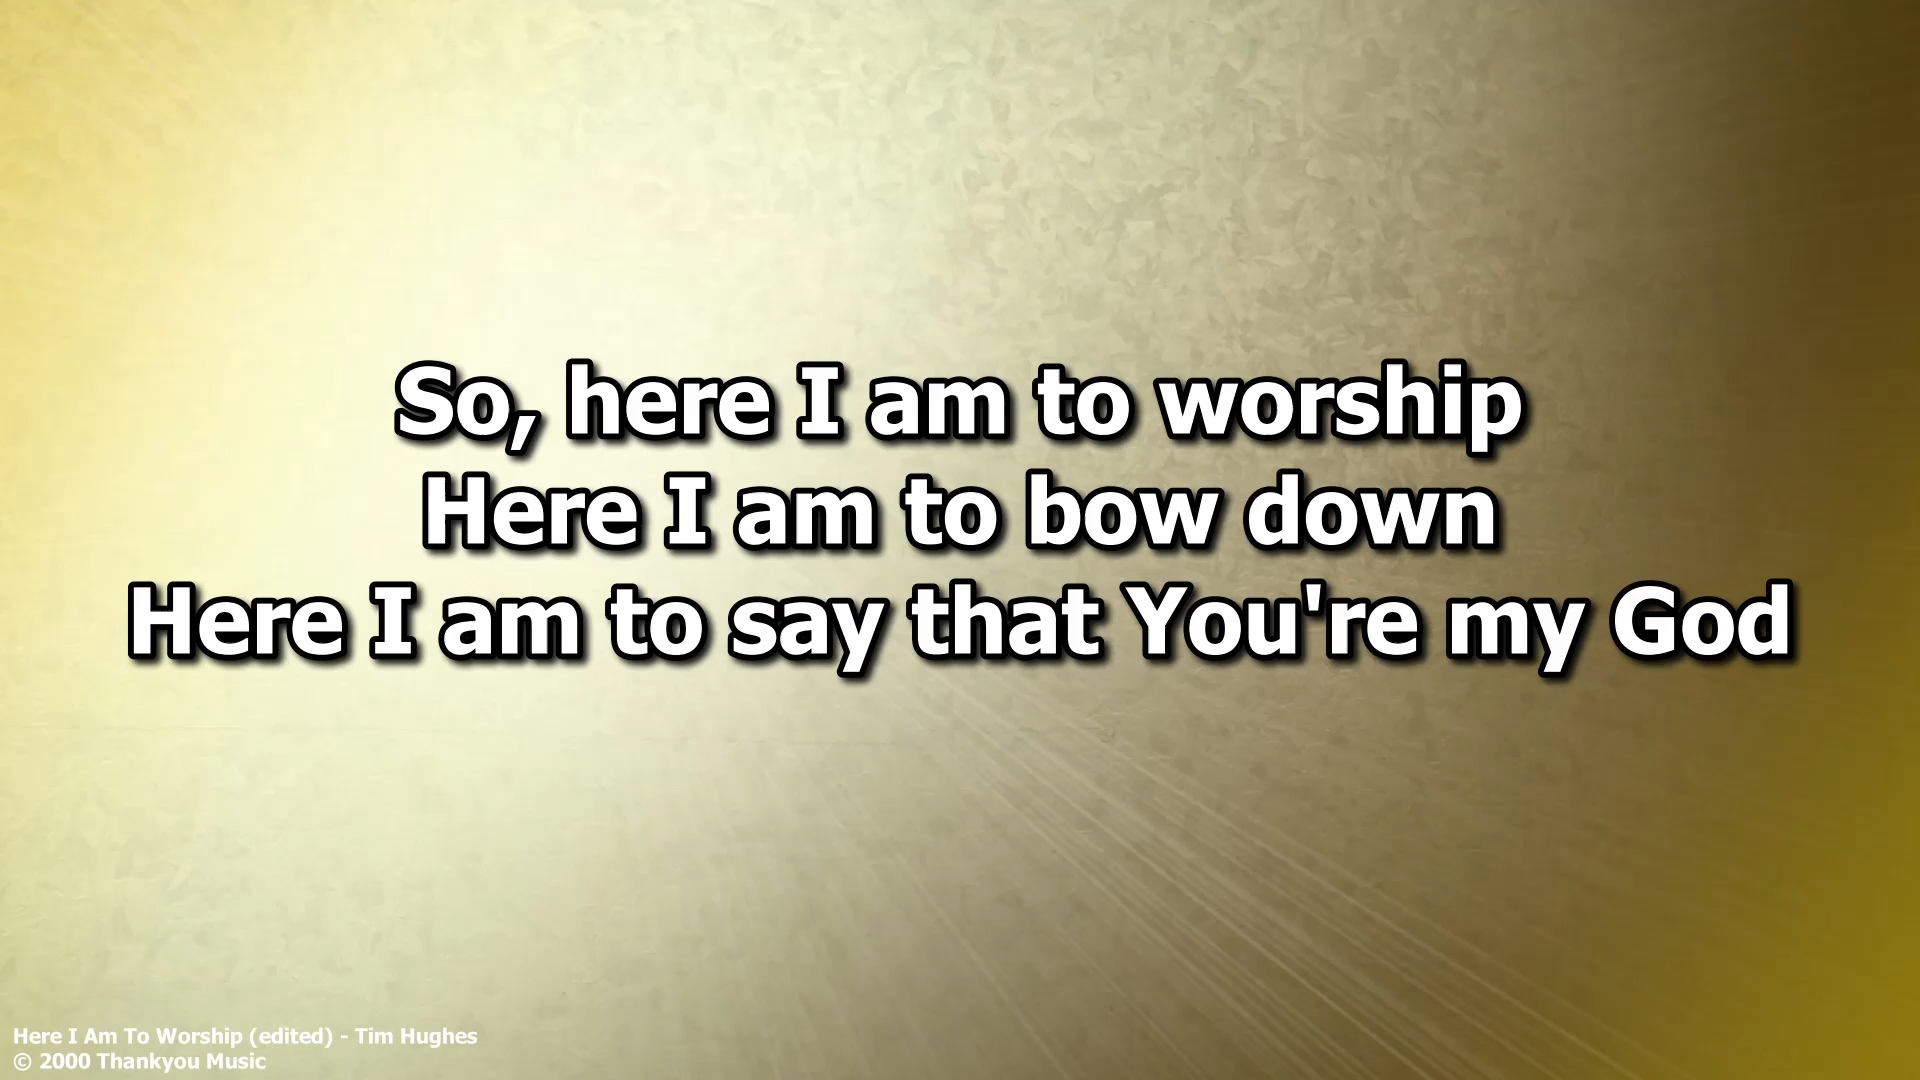 So, here I am to worship
Here I am to bow down
Here I am to say that You're my God
Here I Am To Worship (edited) - Tim Hughes
© 2000 Thankyou Music